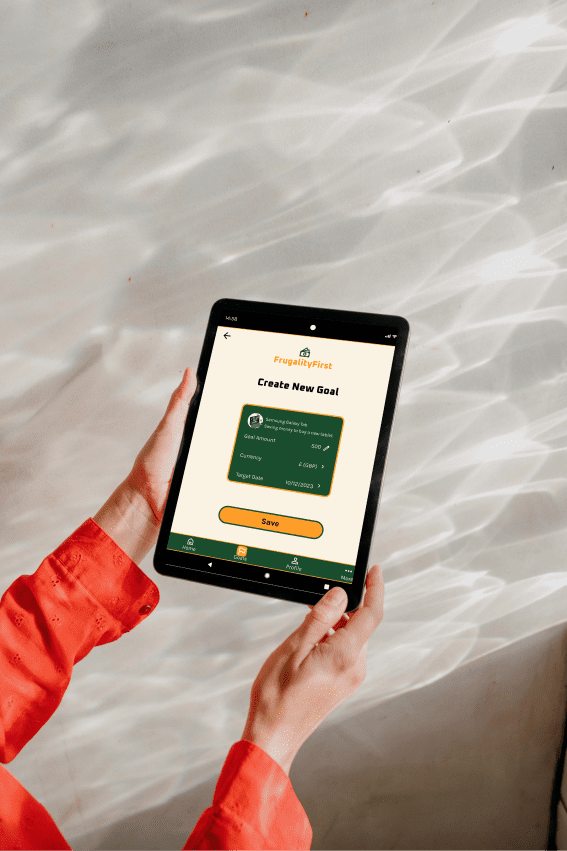 14:58
FrugalityFirst
Create New Goal
Samsung Galaxy Tab
Saving money to buy a new tablet
Goal Amount 500
Currency £ (GBP) >
Target Date 10/12/2023 >
Save
Home Goals Profile More